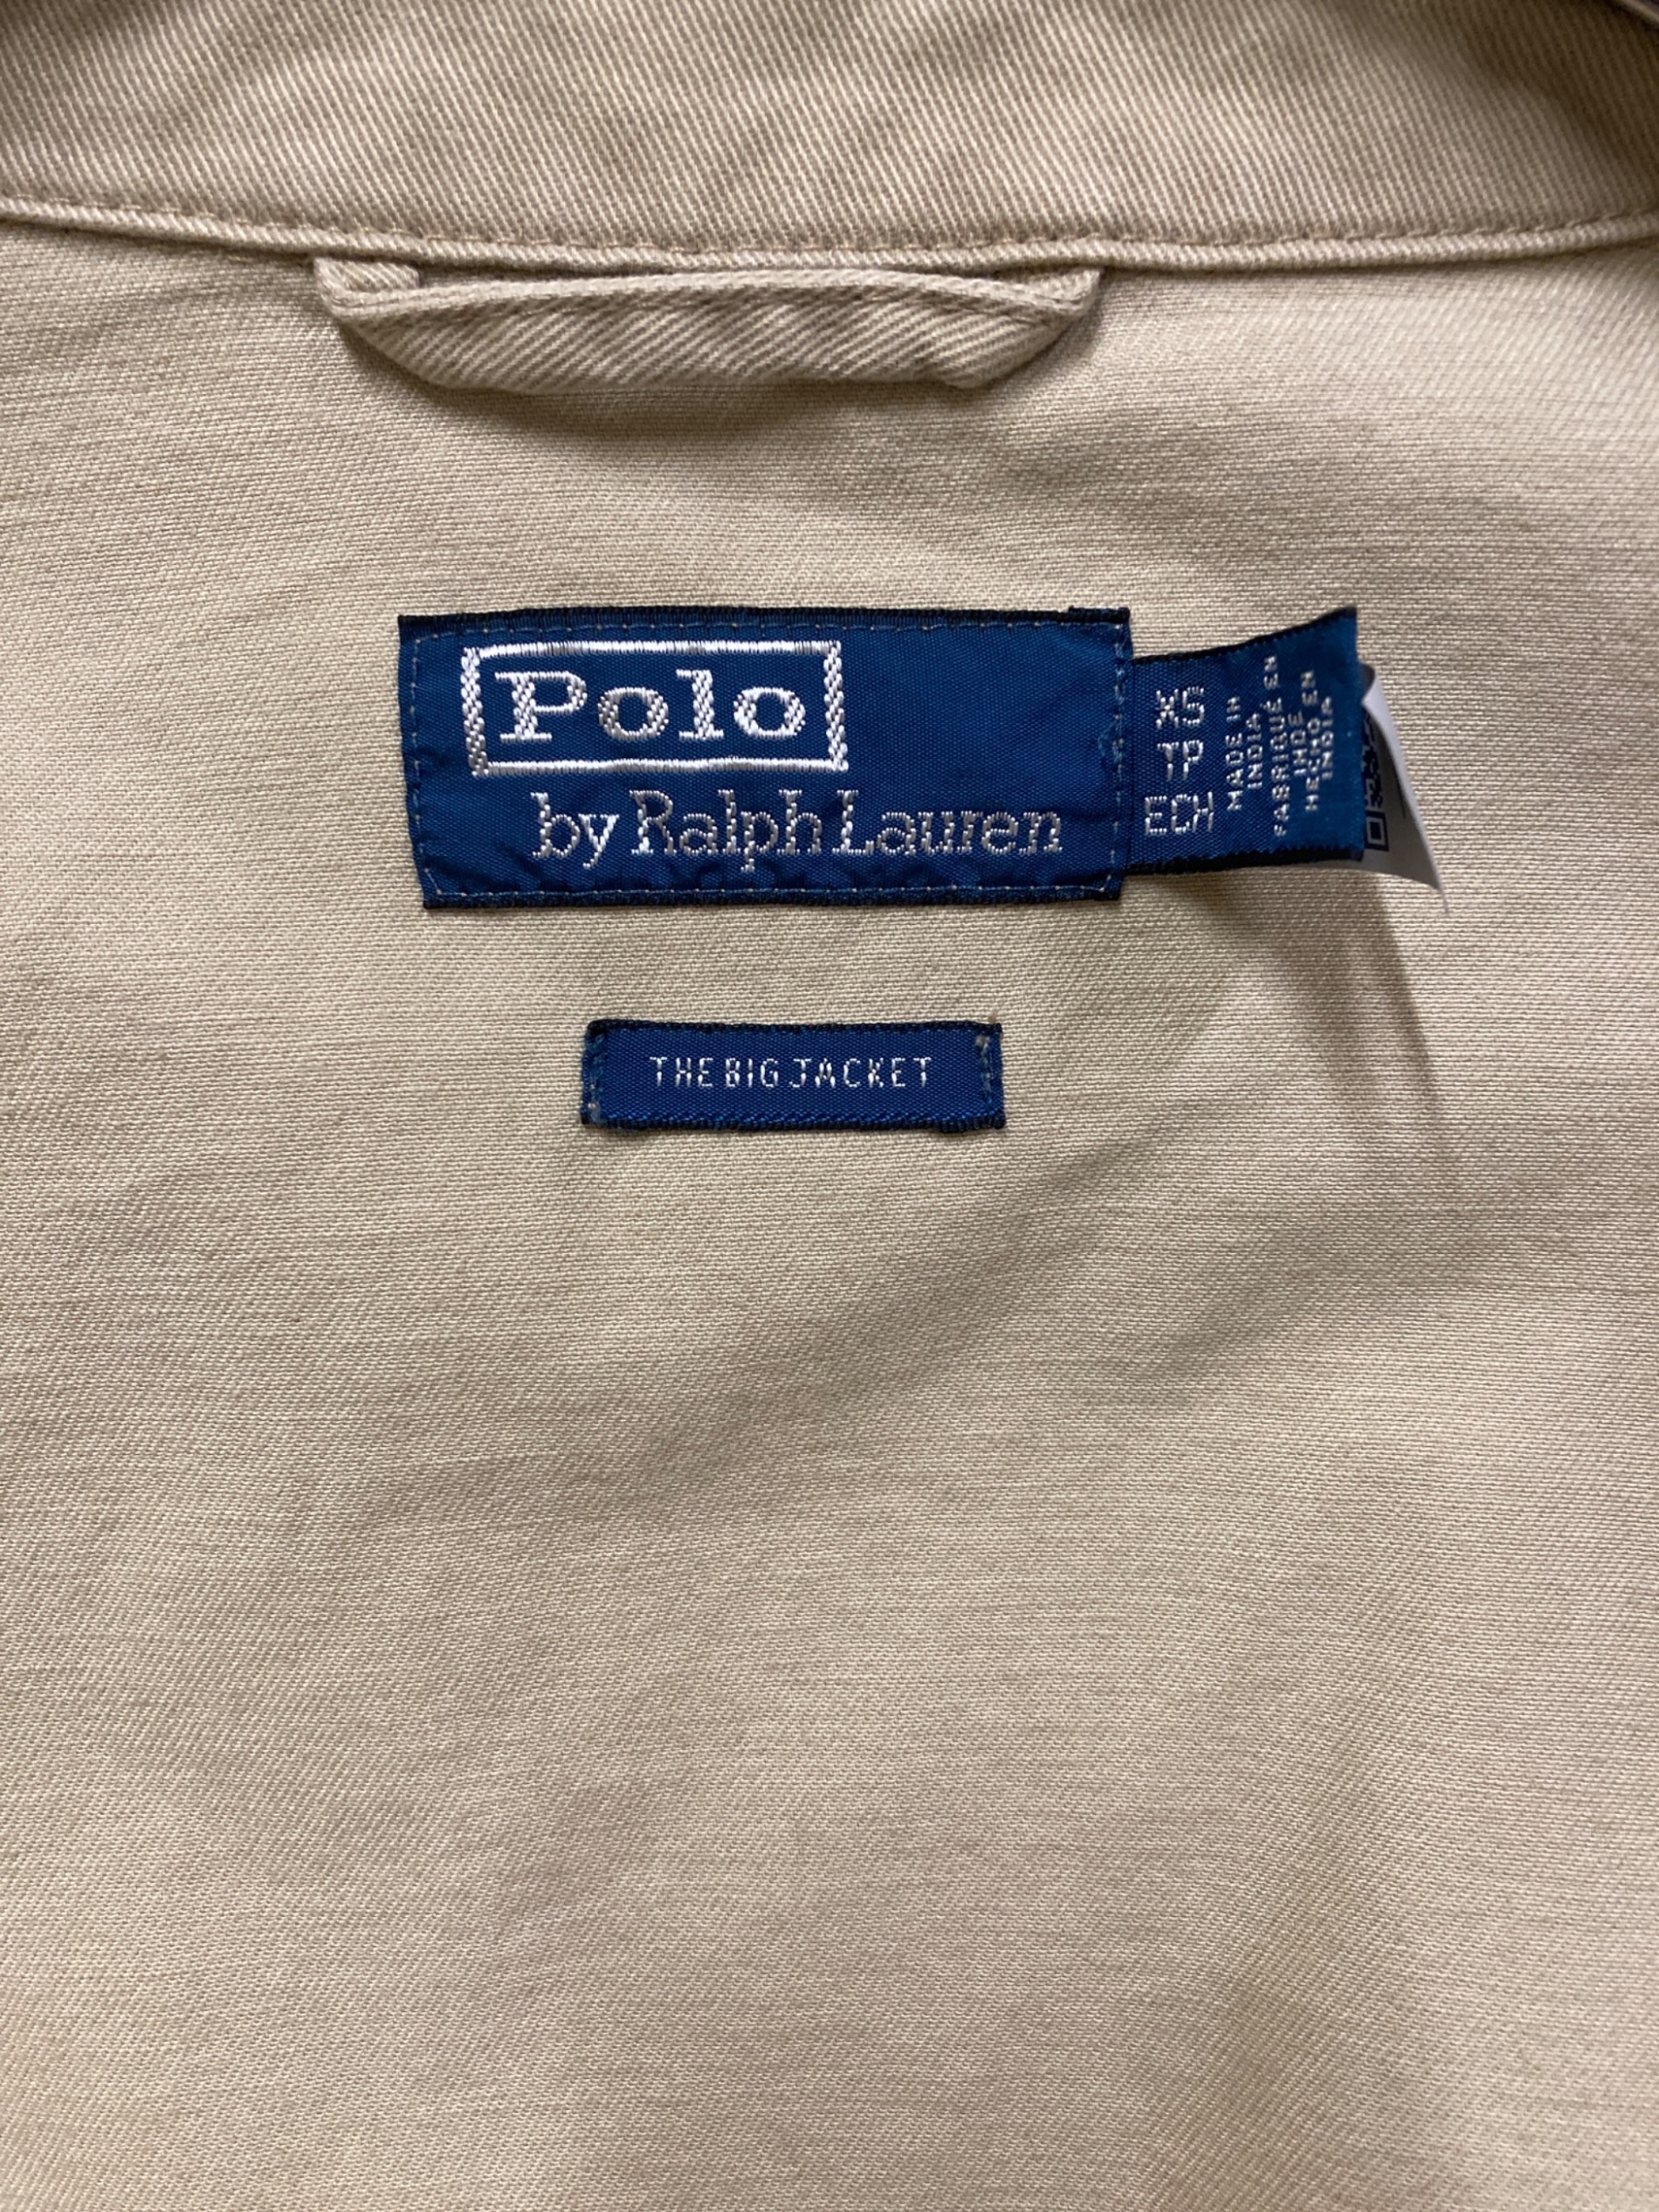 Polo
by Ralph Lauren
XS
TP
ECH
MADE IN
INDIA
FABRIQUÉ EN
INDE
HECHO EN
INDIA
THE BIG JACKET